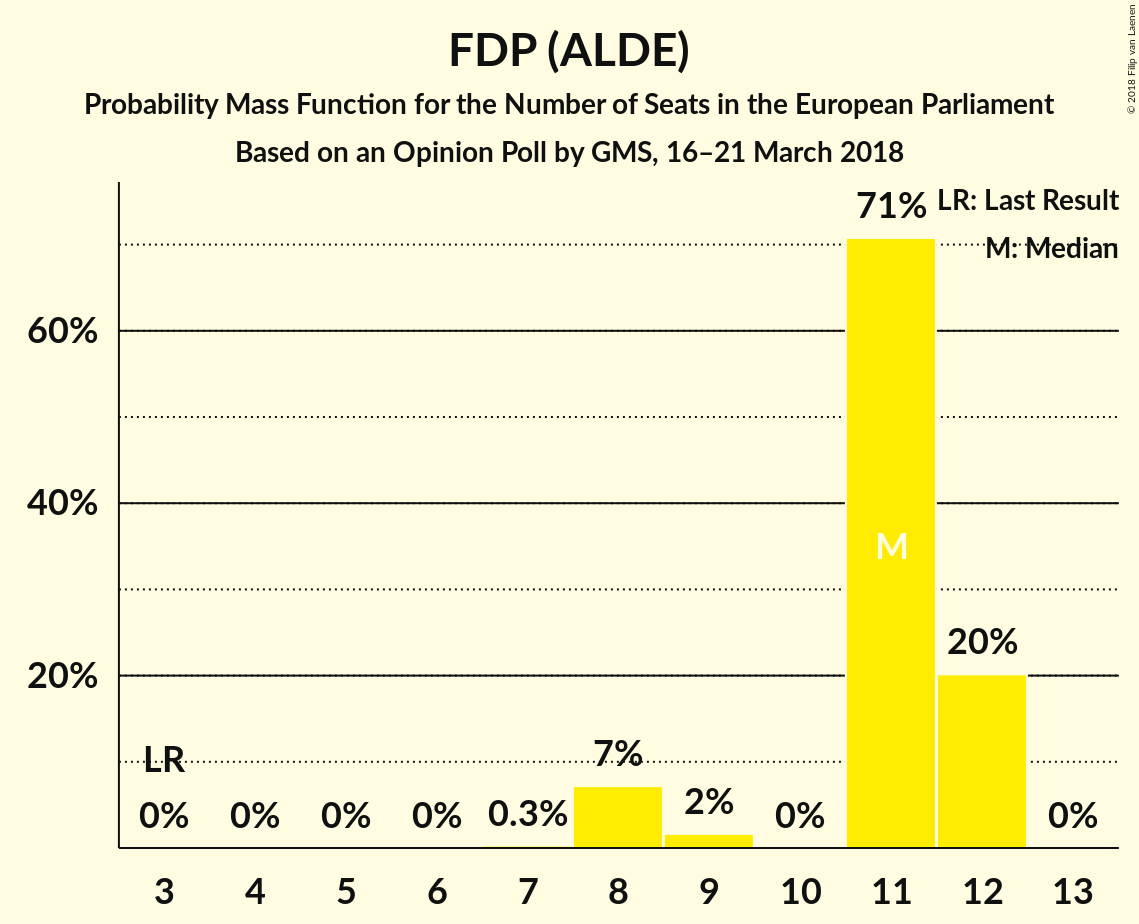 FDP (ALDE)
Probability Mass Function for the Number of Seats in the European Parliament
Based on an Opinion Poll by GMS, 16–21 March 2018
© 2018 Filip van Laenen
LR: Last Result
M: Median
60%
40%
20%
LR
0%
0%
0%
0%
0.3%
7%
2%
0%
71%
M
20%
0%
3 4 5 6 7 8 9 10 11 12 13